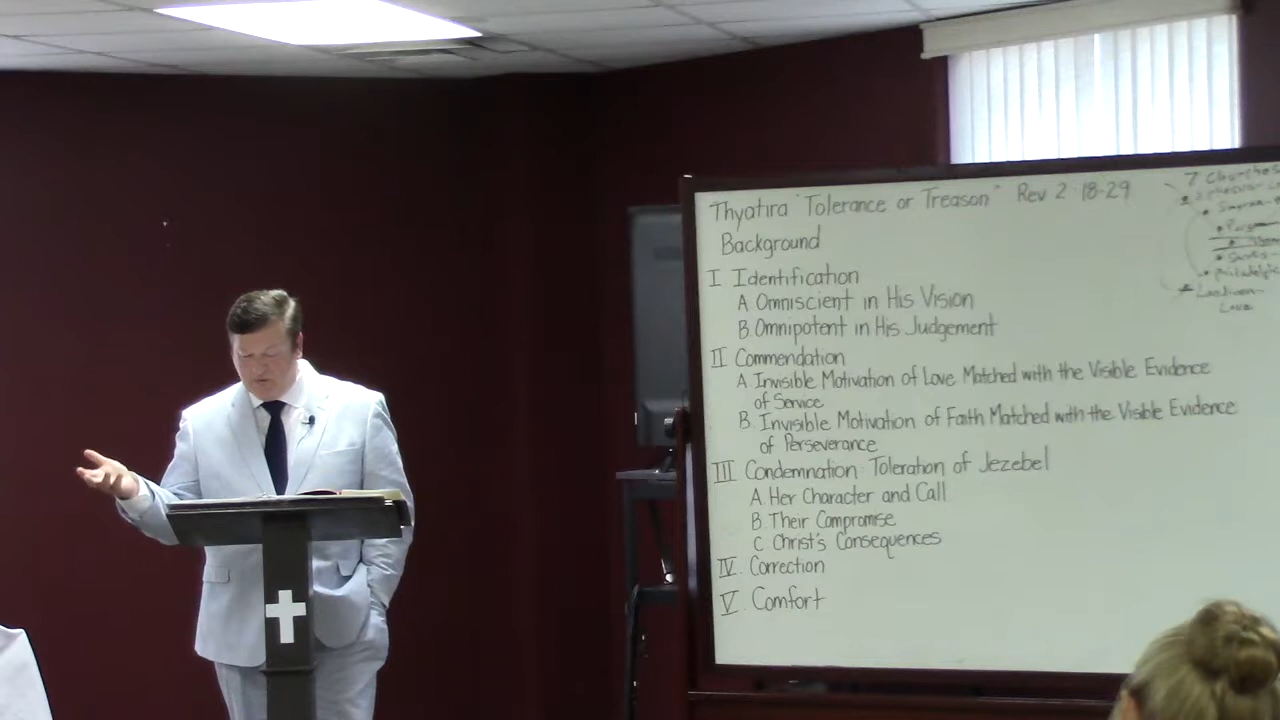 Thyatira "Tolerance or Treason" Rev 2:18-29
Background
I Identification
A. Omniscient in His Vision
B. Omnipotent in His Judgement
II Commendation
A. Invisible Motivation of Love Matched with the Visible Evidence
of Service
B. Invisible Motivation of Faith Matched with the Visible Evidence
of Perseverance
III Condemnation: Toleration of Jezebel
A. Her Character and Call
B. Their Compromise
C. Christ's Consequences
IV. Correction
V. Comfort
7 Churches
Smyrna
Philadelphia
Love